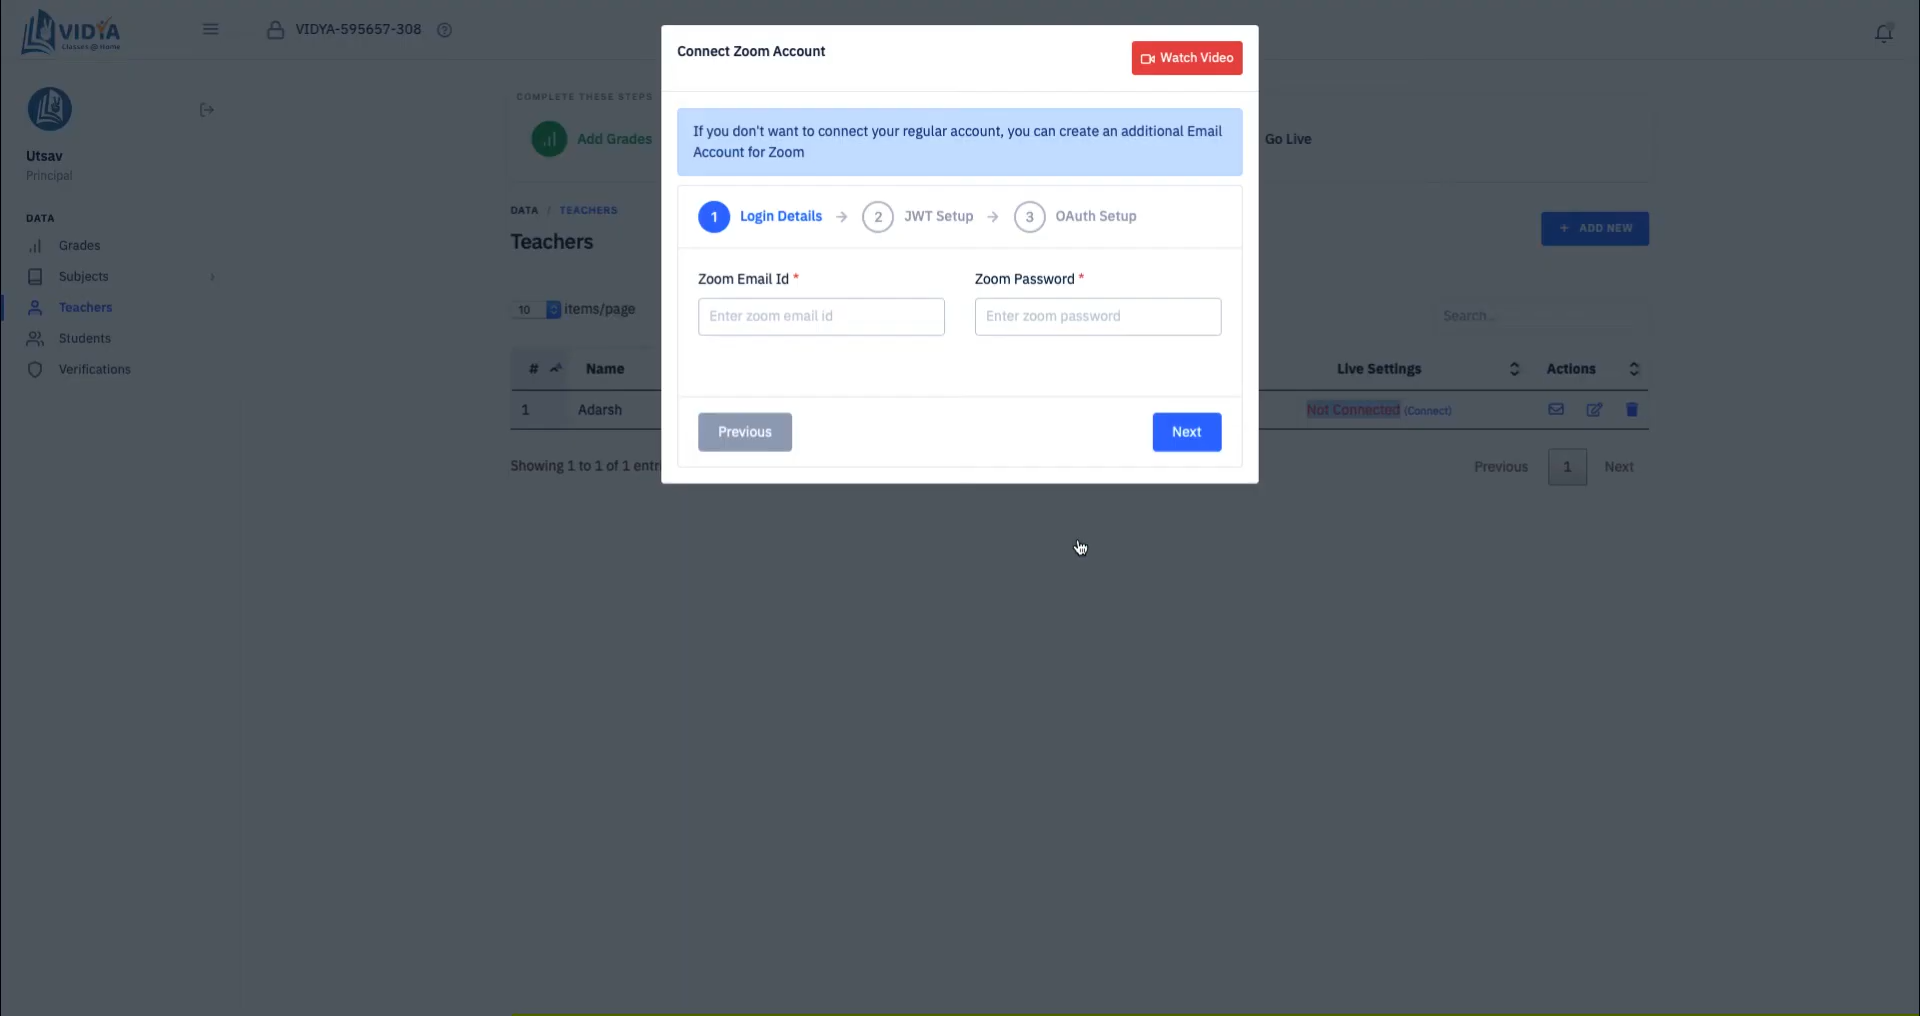 VIDYA
Classes @ Home
VIDYA-595657-308
Utsav
Principal
DATA
Grades
Subjects
Teachers
Students
Verifications
COMPLETE THESE STEPS
Add Grades
Go Live
DATA / TEACHERS
Teachers
+ ADD NEW
10 items/page
Search...
# Name Live Settings Actions
1 Adarsh Not Connected (Connect)
Showing 1 to 1 of 1 entri
Previous 1 Next
Connect Zoom Account
Watch Video
If you don't want to connect your regular account, you can create an additional Email
Account for Zoom
1 Login Details → 2 JWT Setup → 3 OAuth Setup
Zoom Email Id * Zoom Password *
Enter zoom email id Enter zoom password
Previous Next